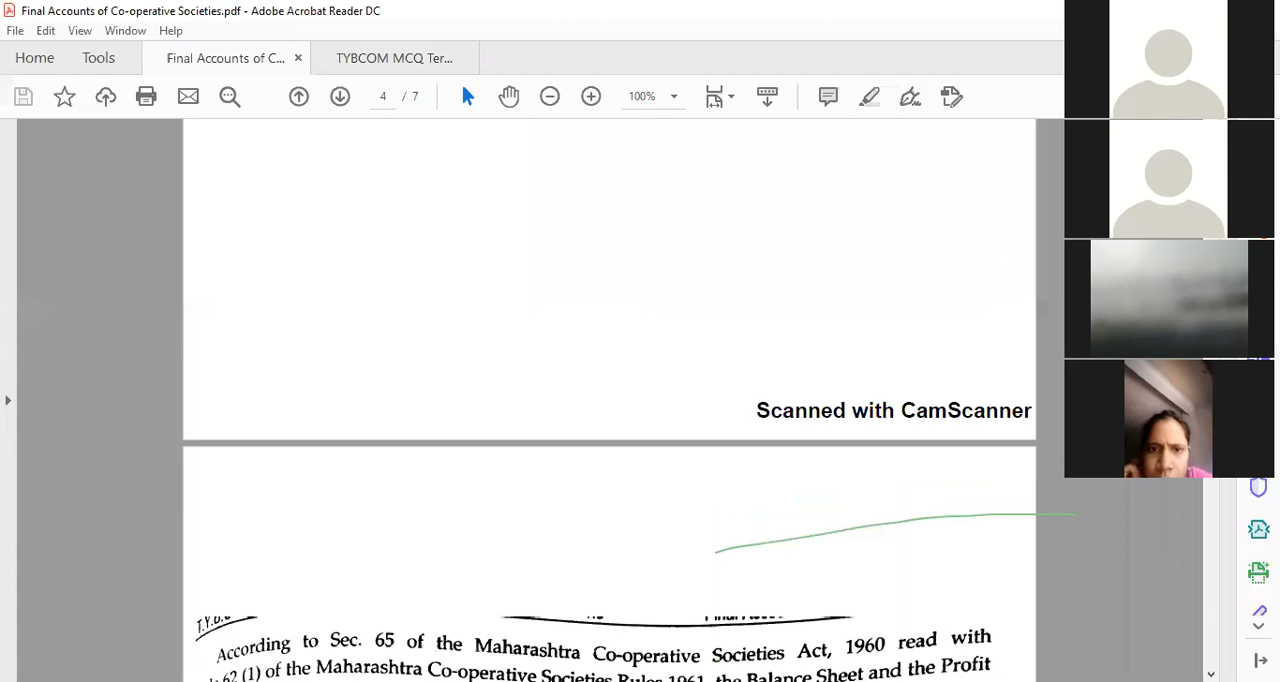 Final Accounts of Co-operative Societies.pdf - Adobe Acrobat Reader DC
File Edit View Window Help
Home Tools Final Accounts of C... × TYBCOM MCQ Ter...
4 / 7 100%
Scanned with CamScanner
According to Sec. 65 of the Maharashtra Co-operative Societies Act, 1960 read with
62 (1) of the Maharashtra Co-operative Societies Rules 1961, the Balance Sheet and the Profit